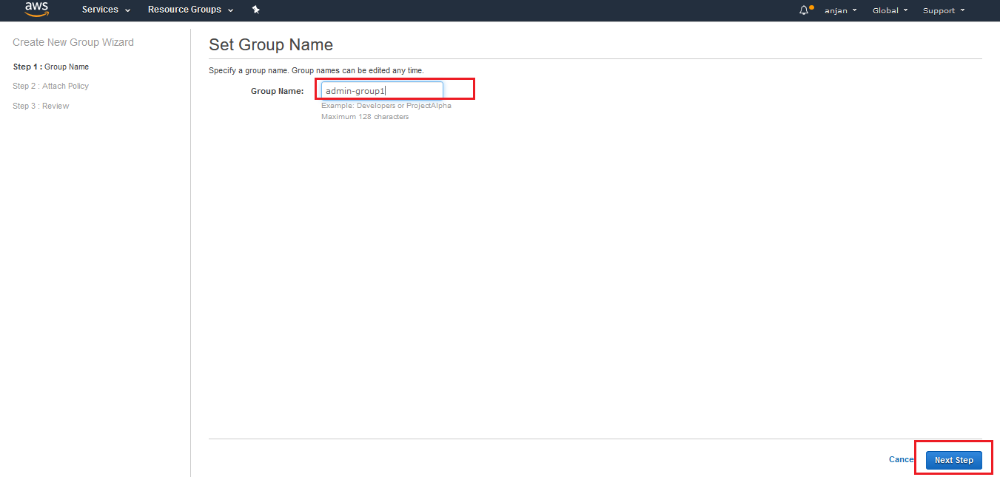 aws Services Resource Groups anjan Global Support
Create New Group Wizard
Step 1 : Group Name
Step 2 : Attach Policy
Step 3 : Review
Set Group Name
Specify a group name. Group names can be edited any time.
Group Name: admin-group1
Example: Developers or ProjectAlpha
Maximum 128 characters
Cance Next Step